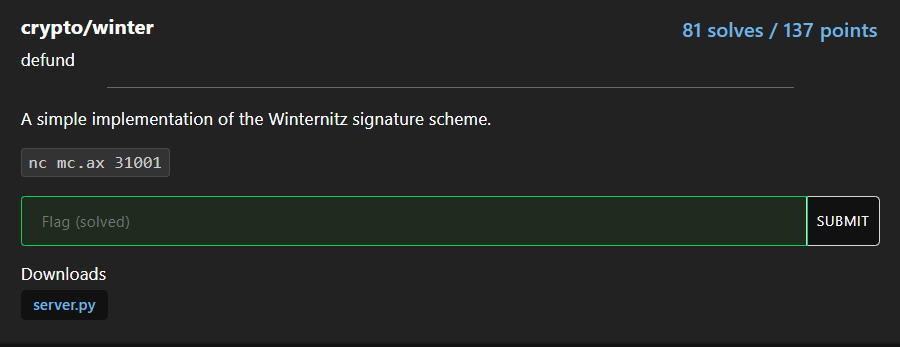 crypto/winter
81 solves / 137 points
defund
A simple implementation of the Winternitz signature scheme.
nc mc.ax 31001
Flag (solved)
SUBMIT
Downloads
server.py